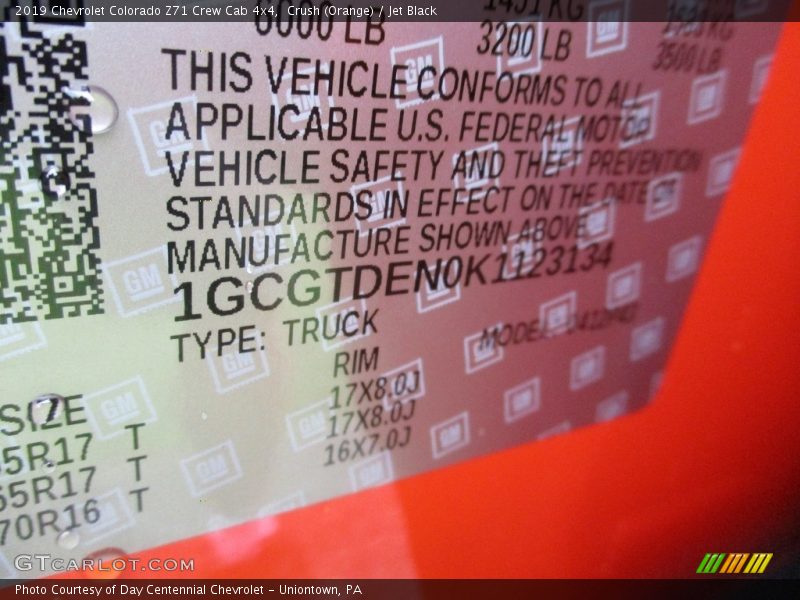 2019 Chevrolet Colorado Z71 Crew Cab 4x4, Crush (Orange) / Jet Black
6000 LB 3200 LB 3500 LB
THIS VEHICLE CONFORMS TO ALL
APPLICABLE U.S. FEDERAL MOTOR
VEHICLE SAFETY AND THEFT PREVENTION
STANDARDS IN EFFECT ON THE DATE OF
MANUFACTURE SHOWN ABOVE.
1GCGTDEN0K1123134
TYPE: TRUCK
SIZE RIM
65R17 T 17X8.0J
65R17 T 17X8.0J
70R16 T 16X7.0J
GTCARLOT.COM
Photo Courtesy of Day Centennial Chevrolet - Uniontown, PA